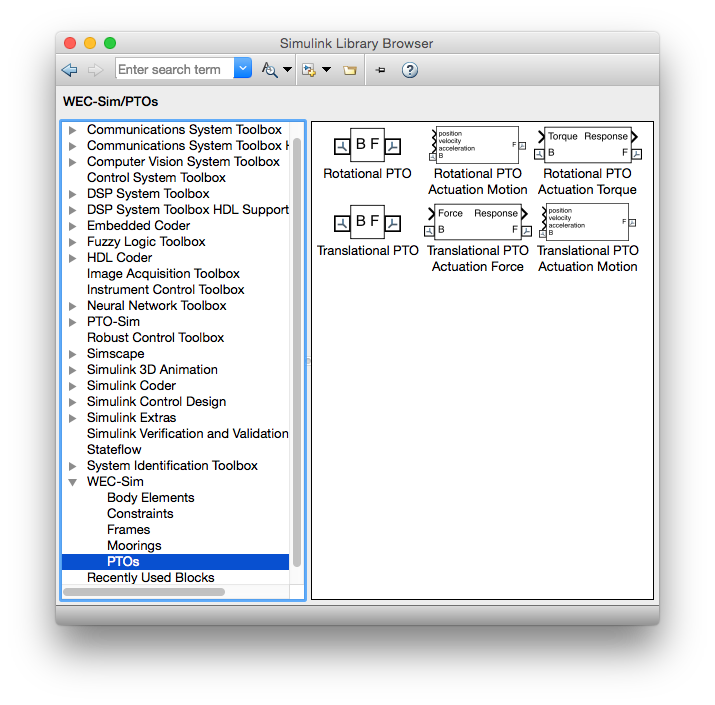 Simulink Library Browser
Enter search term
WEC-Sim/PTOs
Communications System Toolbox
Communications System Toolbox H
Computer Vision System Toolbox
Control System Toolbox
DSP System Toolbox
DSP System Toolbox HDL Support
Embedded Coder
Fuzzy Logic Toolbox
HDL Coder
Image Acquisition Toolbox
Instrument Control Toolbox
Neural Network Toolbox
PTO-Sim
Robust Control Toolbox
Simscape
Simulink 3D Animation
Simulink Coder
Simulink Control Design
Simulink Extras
Simulink Verification and Validation
Stateflow
System Identification Toolbox
WEC-Sim
Body Elements
Constraints
Frames
Moorings
PTOs
Recently Used Blocks
B F
Rotational PTO
position
velocity
acceleration
B
F
Rotational PTO
Actuation Motion
Torque Response
B F
Rotational PTO
Actuation Torque
B F
Translational PTO
Force Response
B F
Translational PTO
Actuation Force
position
velocity
acceleration
B
F
Translational PTO
Actuation Motion